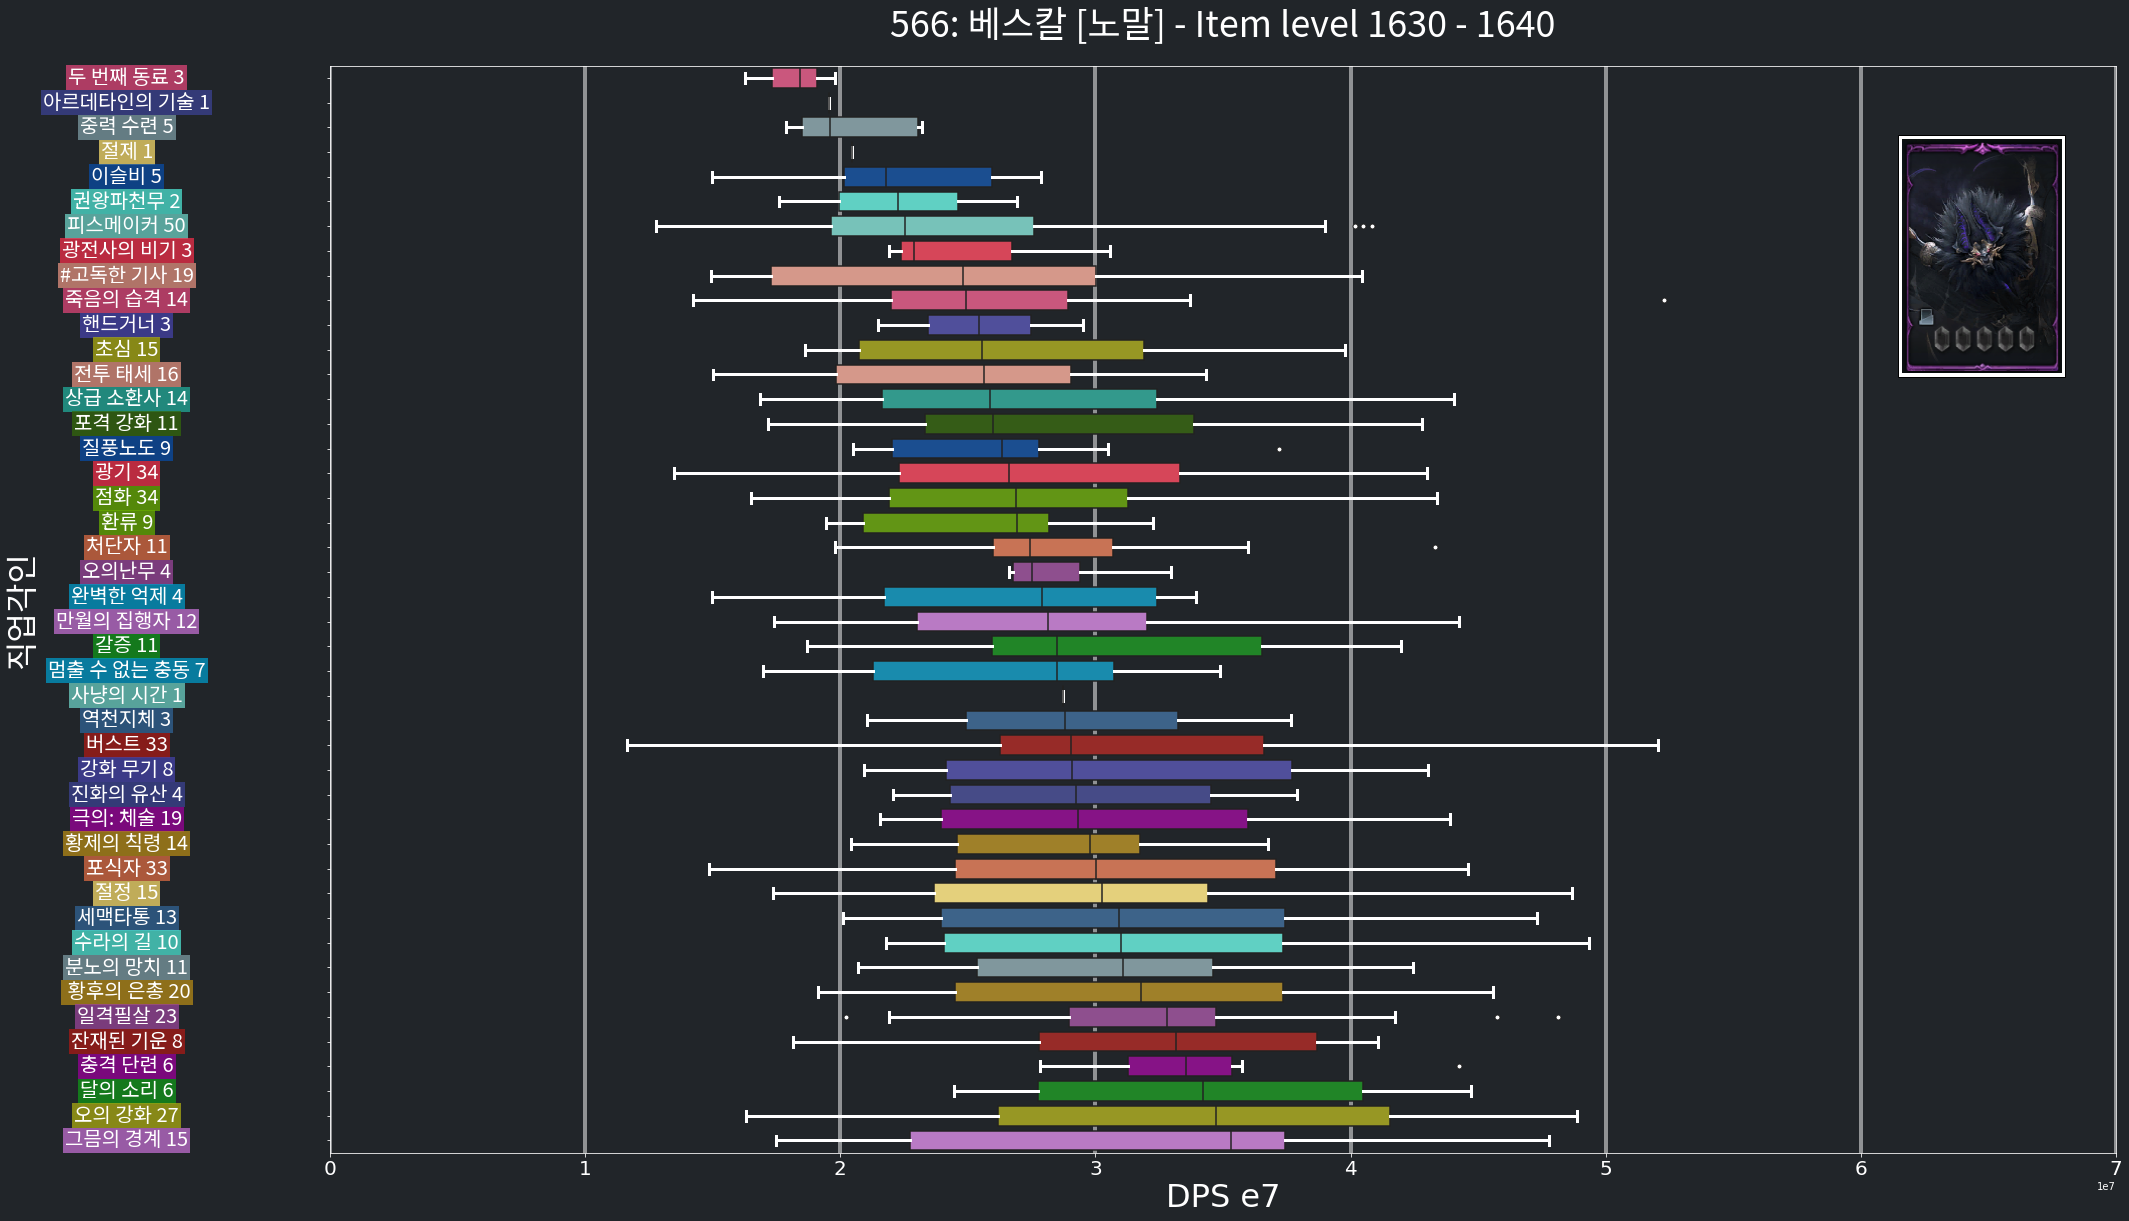 566: 베스칼 [노말] - Item level 1630 - 1640
두 번째 동료 3
아르데타인의 기술 1
중력 수련 5
절제 1
이슬비 5
권왕파천무 2
피스메이커 50
광전사의 비기 3
#고독한 기사 19
죽음의 습격 14
핸드거너 3
초심 15
전투 태세 16
상급 소환사 14
포격 강화 11
질풍노도 9
광기 34
점화 34
환류 9
처단자 11
오의난무 4
완벽한 억제 4
만월의 집행자 12
갈증 11
멈출 수 없는 충동 7
사냥의 시간 1
역천지체 3
버스트 33
강화 무기 8
진화의 유산 4
극의: 체술 19
황제의 칙령 14
포식자 33
절정 15
세맥타통 13
수라의 길 10
분노의 망치 11
황후의 은총 20
일격필살 23
잔재된 기운 8
충격 단련 6
달의 소리 6
오의 강화 27
그믐의 경계 15
직업각인
0 1 2 3 4 5 6 7
DPS e7
1e7